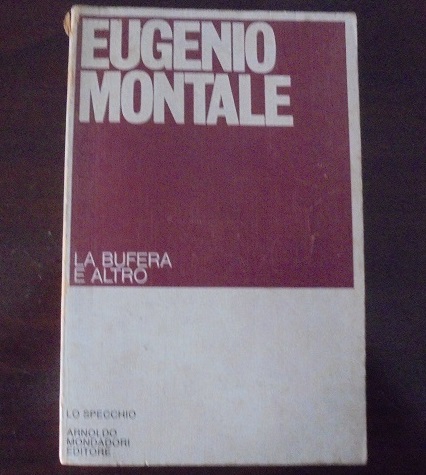 EUGENIO
MONTALE
LA BUFERA
E ALTRO
LO SPECCHIO
ARNOLDO
MONDADORI
EDITORE